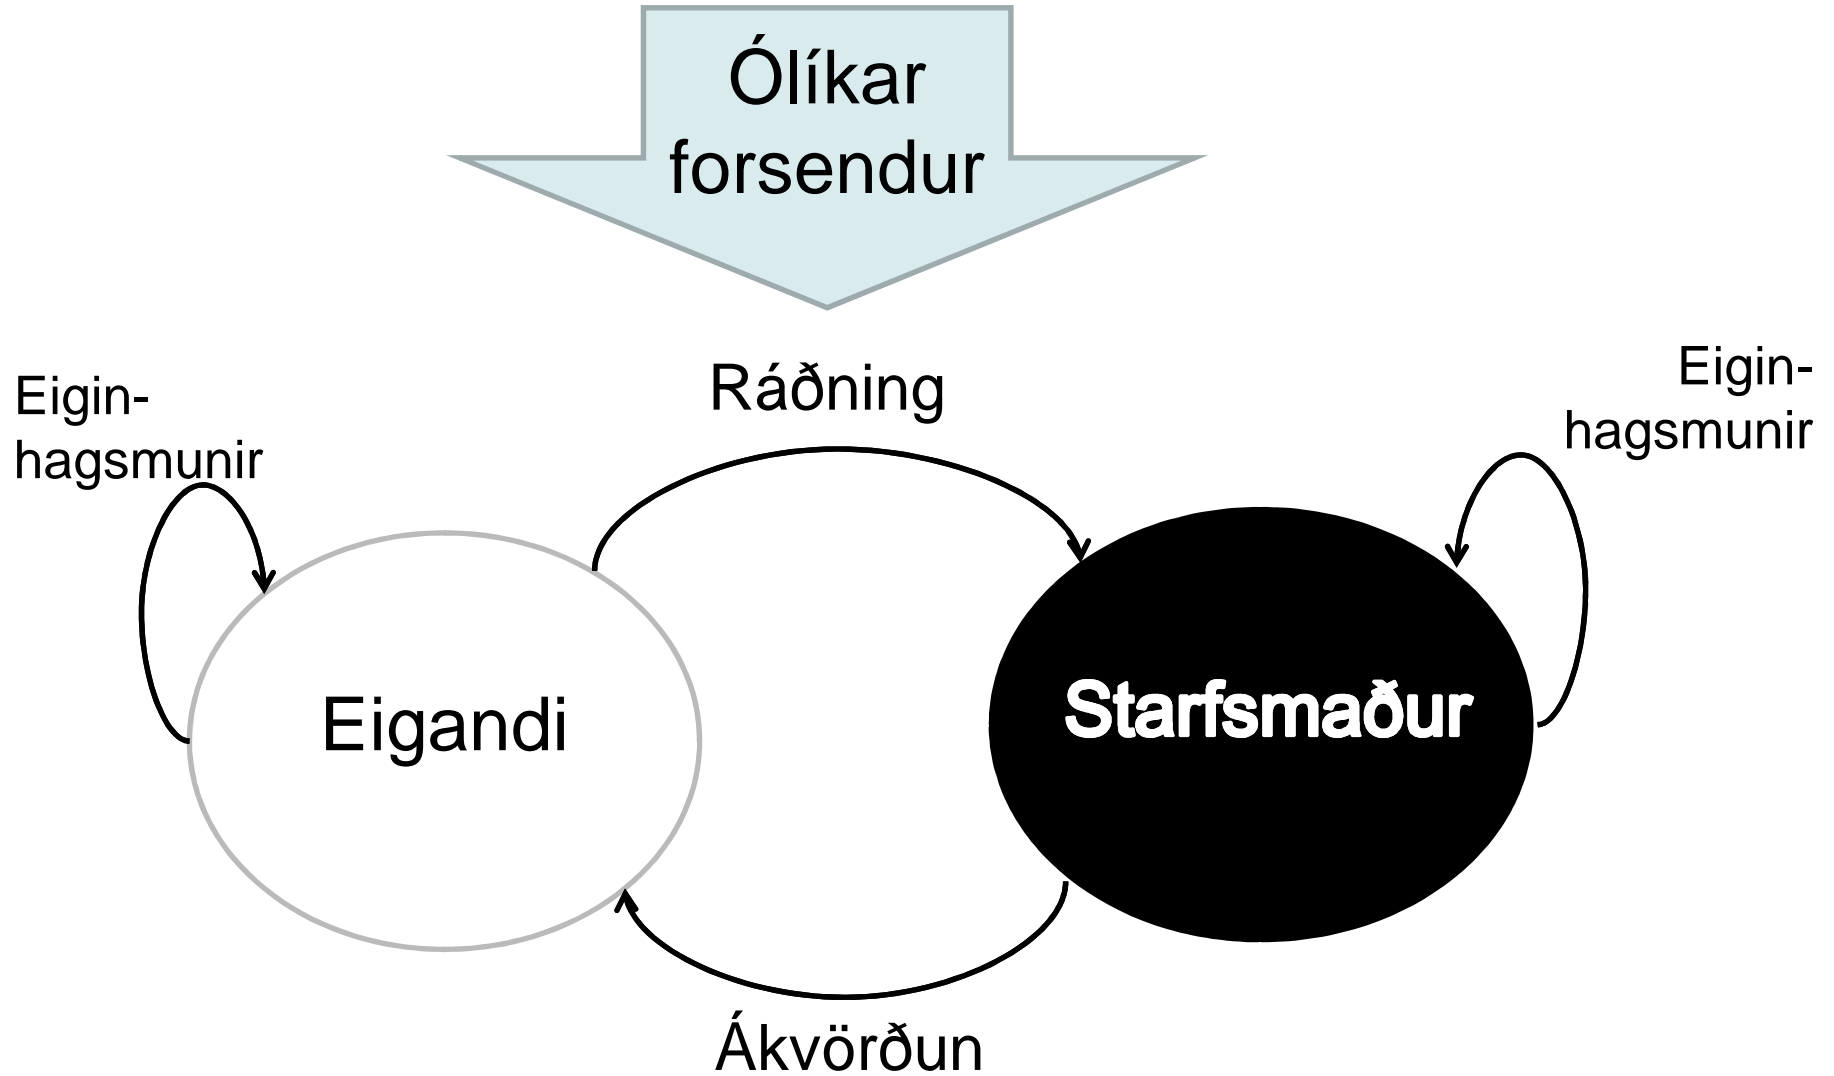 Ólíkar
forsendur
Ráðning
Eigin-
hagsmunir
Eigin-
hagsmunir
Eigandi
Starfsmaður
Ákvörðun